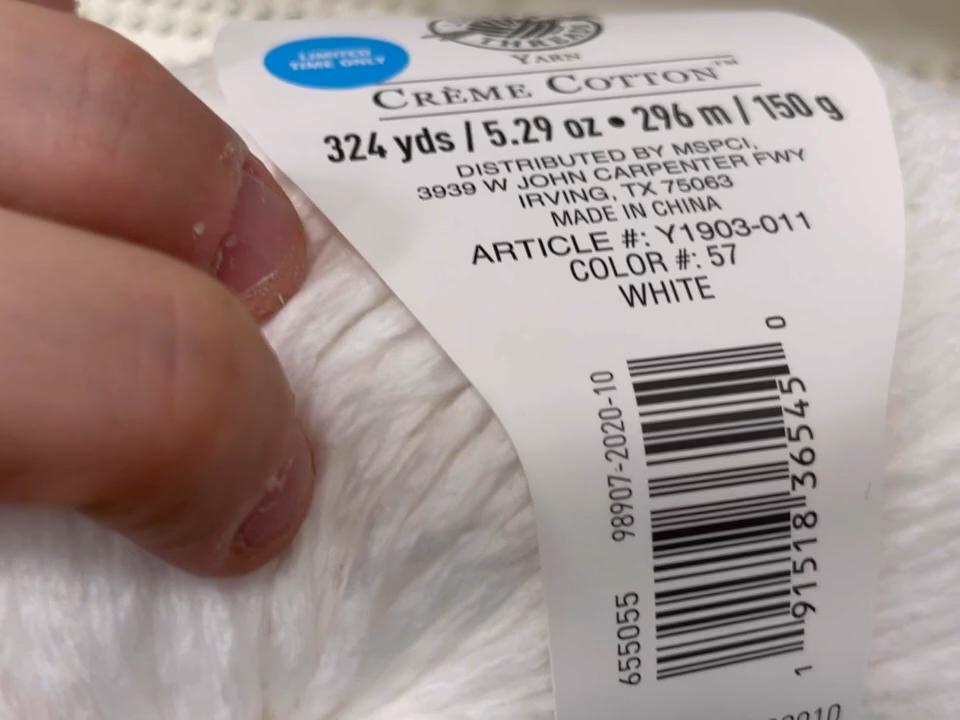 LIMITED
TIME ONLY
THREAD
YARN
CRÈME COTTON™
324 yds / 5.29 oz • 296 m / 150 g
DISTRIBUTED BY MSPCI,
3939 W JOHN CARPENTER FWY
IRVING, TX 75063
MADE IN CHINA
ARTICLE #: Y1903-011
COLOR #: 57
WHITE
655055 98907-2020-10
1 91518 36545 0